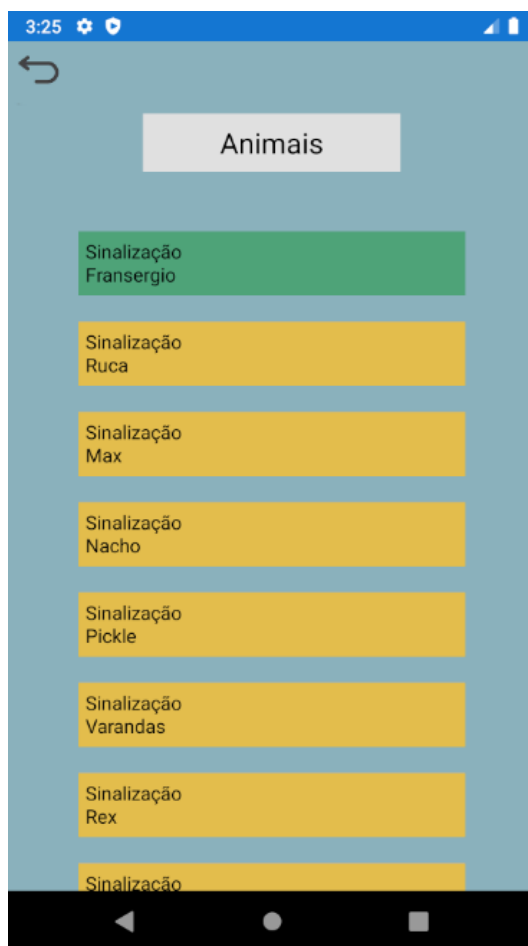 3:25
Animais
Sinalização
Fransergio
Sinalização
Ruca
Sinalização
Max
Sinalização
Nacho
Sinalização
Pickle
Sinalização
Varandas
Sinalização
Rex
Sinalização